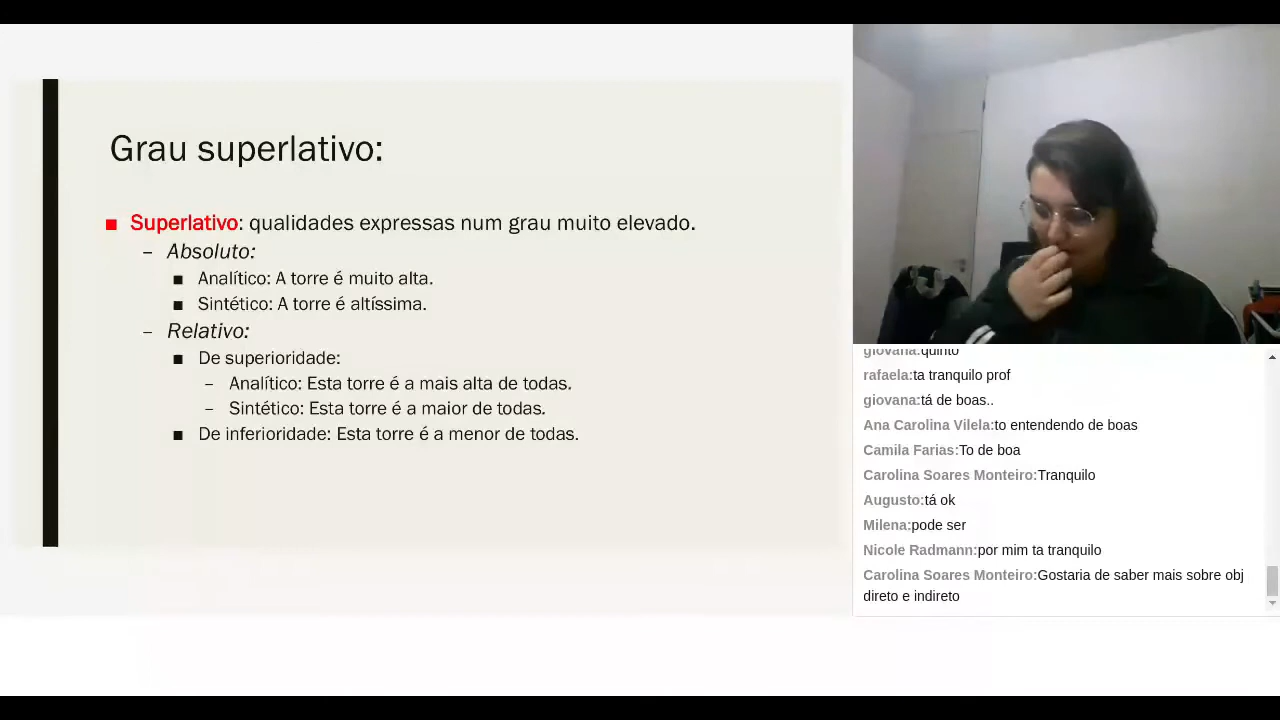 Grau superlativo:
■ Superlativo: qualidades expressas num grau muito elevado.
– Absoluto:
■ Analítico: A torre é muito alta.
■ Sintético: A torre é altíssima.
– Relativo:
■ De superioridade:
– Analítico: Esta torre é a mais alta de todas.
– Sintético: Esta torre é a maior de todas.
■ De inferioridade: Esta torre é a menor de todas.
giovana:quinto
rafaela:ta tranquilo prof
giovana:tá de boas..
Ana Carolina Vilela:to entendendo de boas
Camila Farias:To de boa
Carolina Soares Monteiro:Tranquilo
Augusto:tá ok
Milena:pode ser
Nicole Radmann:por mim ta tranquilo
Carolina Soares Monteiro:Gostaria de saber mais sobre obj
direto e indireto